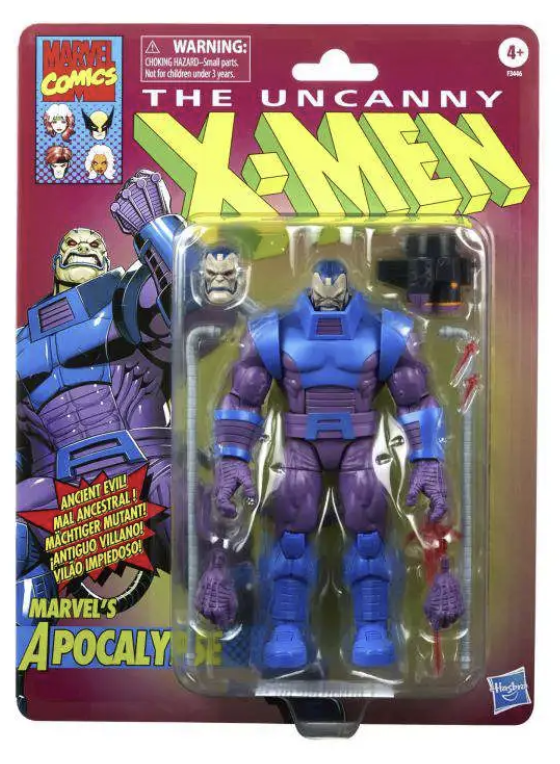 MARVEL
COMICS
WARNING:
CHOKING HAZARD–Small parts.
Not for children under 3 years.
4+
F3446
THE UNCANNY
X-MEN
ANCIENT EVIL!
MAL ANCESTRAL !
MÄCHTIGER MUTANT!
¡ANTIGUO VILLANO!
VILÃO IMPIEDOSO!
MARVEL'S
APOCALYPSE
Hasbro